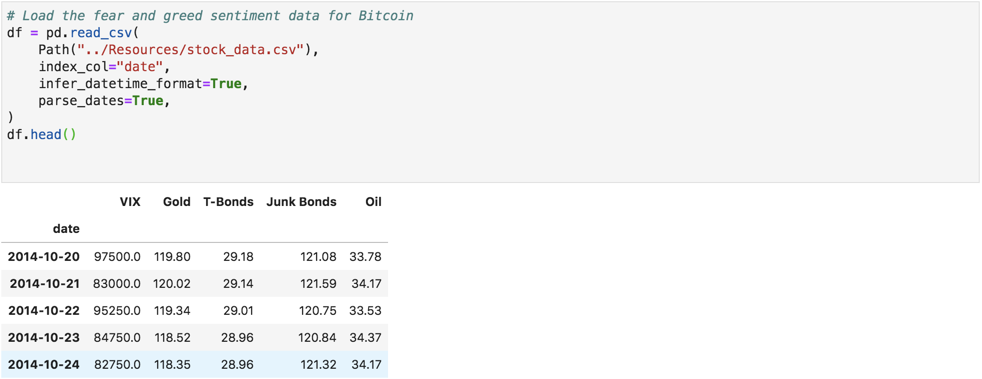 # Load the fear and greed sentiment data for Bitcoin
df = pd.read_csv(
    Path("../Resources/stock_data.csv"),
    index_col="date",
    infer_datetime_format=True,
    parse_dates=True,
)
df.head()
VIX Gold T-Bonds Junk Bonds Oil
date
2014-10-20 97500.0 119.80 29.18 121.08 33.78
2014-10-21 83000.0 120.02 29.14 121.59 34.17
2014-10-22 95250.0 119.34 29.01 120.75 33.53
2014-10-23 84750.0 118.52 28.96 120.84 34.37
2014-10-24 82750.0 118.35 28.96 121.32 34.17